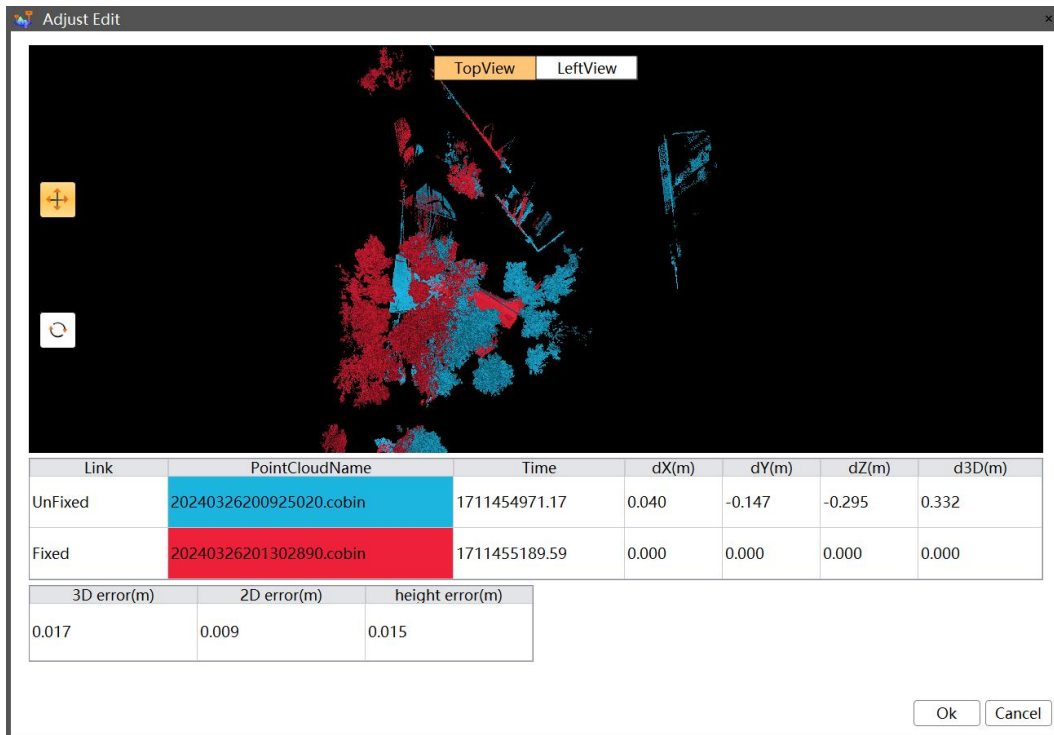 Adjust Edit
TopView LeftView
Link PointCloudName Time dX(m) dY(m) dZ(m) d3D(m)
UnFixed 20240326200925020.cobin 1711454971.17 0.040 -0.147 -0.295 0.332
Fixed 20240326201302890.cobin 1711455189.59 0.000 0.000 0.000 0.000
3D error(m) 2D error(m) height error(m)
0.017 0.009 0.015
Ok Cancel